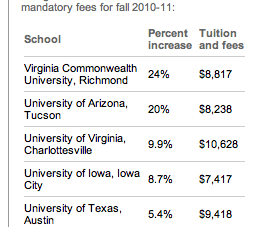 mandatory fees for fall 2010-11:
School Percent increase Tuition and fees
Virginia Commonwealth
University, Richmond 24% $8,817
University of Arizona,
Tucson 20% $8,238
University of Virginia,
Charlottesville 9.9% $10,628
University of Iowa, Iowa
City 8.7% $7,417
University of Texas,
Austin 5.4% $9,418